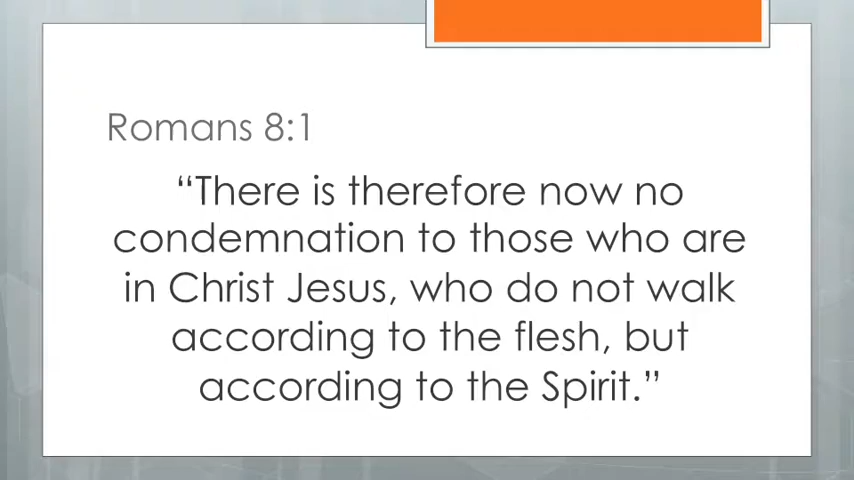 Romans 8:1
“There is therefore now no
condemnation to those who are
in Christ Jesus, who do not walk
according to the flesh, but
according to the Spirit.”